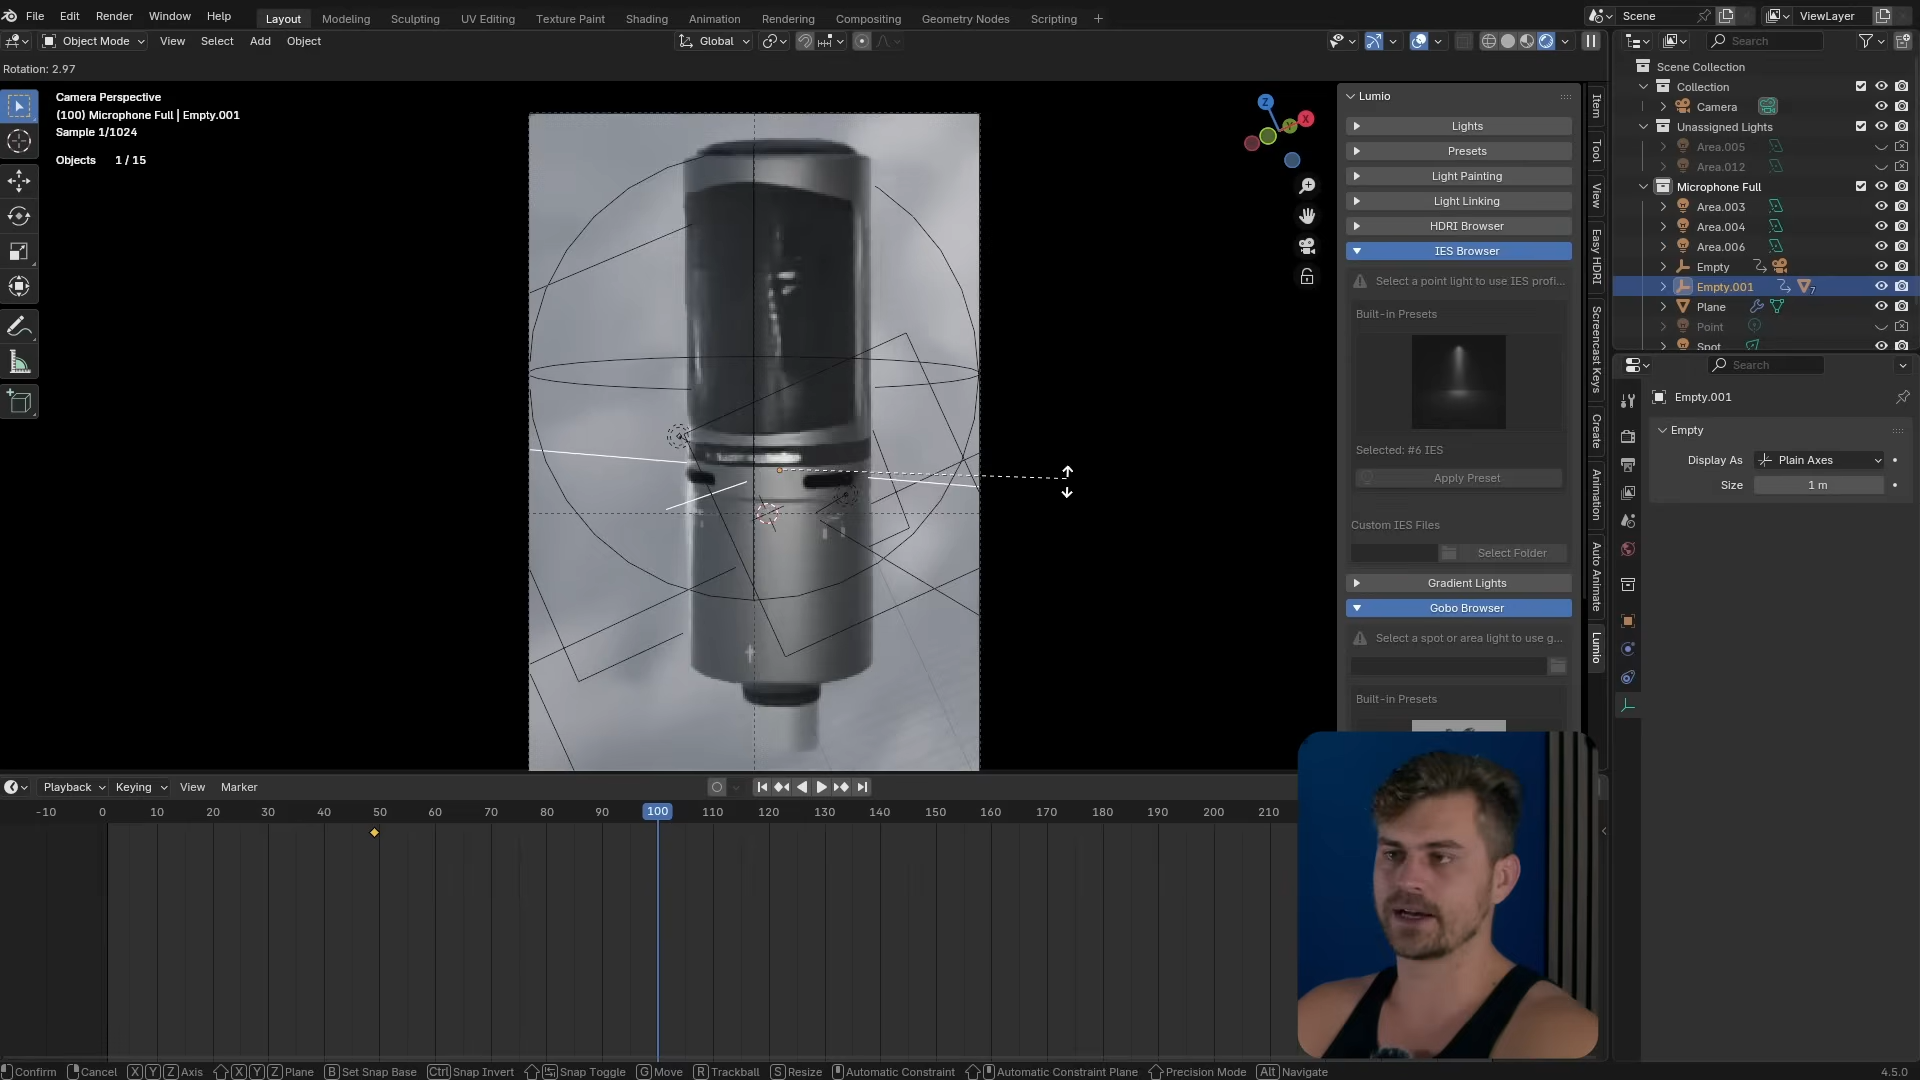 File Edit Render Window Help Layout Modeling Sculpting UV Editing Texture Paint Shading Animation Rendering Compositing Geometry Nodes Scripting + Scene ViewLayer
Object Mode View Select Add Object Global Search
Rotation: 2.97
Camera Perspective
(100) Microphone Full | Empty.001
Sample 1/1024
Objects 1 / 15
Z
X
Lumio
Lights
Presets
Light Painting
Light Linking
HDRI Browser
IES Browser
Select a point light to use IES profi...
Built-in Presets
Selected: #6 IES
Apply Preset
Custom IES Files
Select Folder
Gradient Lights
Gobo Browser
Select a spot or area light to use g...
Built-in Presets
Item
Tool
View
Easy HDRI
Screencast Keys
Create
Animation
Auto Animate
Lumio
Scene Collection
Collection
Camera
Unassigned Lights
Area.005
Area.012
Microphone Full
Area.003
Area.004
Area.006
Empty
Empty.001
7
Plane
Point
Spot
Search
Empty.001
Empty
Display As Plain Axes
Size 1 m
Playback Keying View Marker
-10 0 10 20 30 40 50 60 70 80 90 100 110 120 130 140 150 160 170 180 190 200 210
Confirm Cancel X Y Z Axis X Y Z Plane B Set Snap Base Ctrl Snap Invert Snap Toggle G Move R Trackball S Resize Automatic Constraint Automatic Constraint Plane Precision Mode Alt Navigate 4.5.0